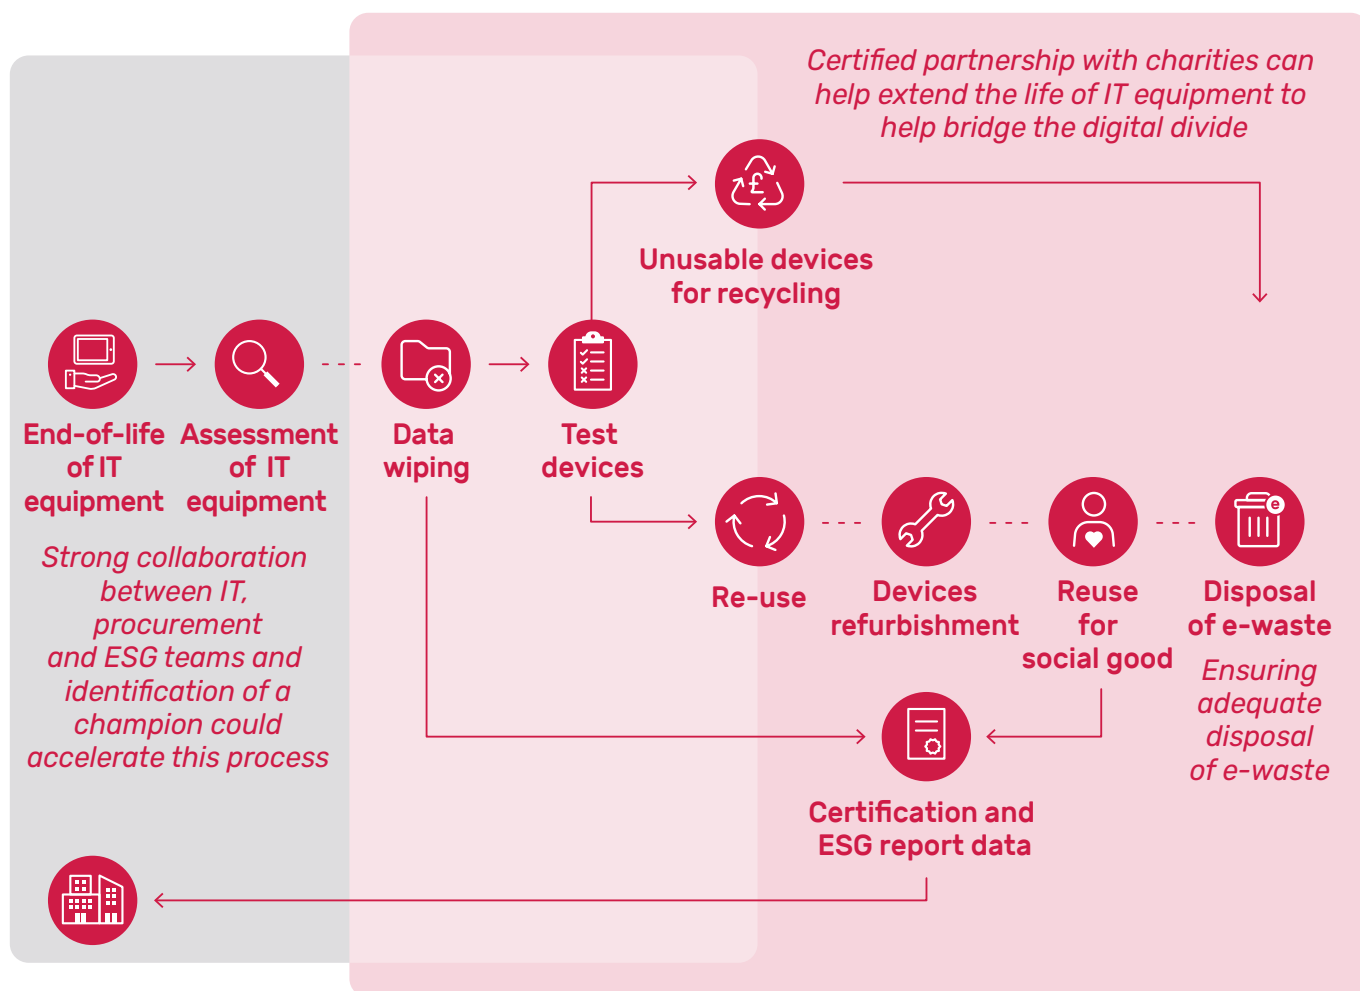 Certified partnership with charities can
help extend the life of IT equipment to
help bridge the digital divide
£
Unusable devices
for recycling
End-of-life
of IT
equipment
Assessment
of IT
equipment
Data
wiping
Test
devices
Strong collaboration
between IT,
procurement
and ESG teams and
identification of a
champion could
accelerate this process
Re-use
Devices
refurbishment
Reuse
for
social good
e
Disposal
of e-waste
Ensuring
adequate
disposal
of e-waste
Certification and
ESG report data